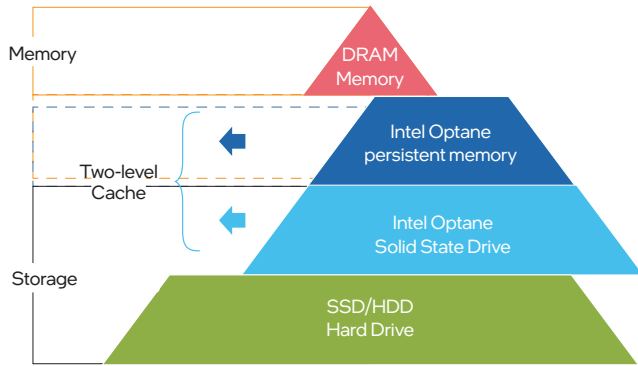 DRAM
Memory
Memory
Intel Optane
persistent memory
Two-level
Cache
Intel Optane
Solid State Drive
Storage
SSD/HDD
Hard Drive